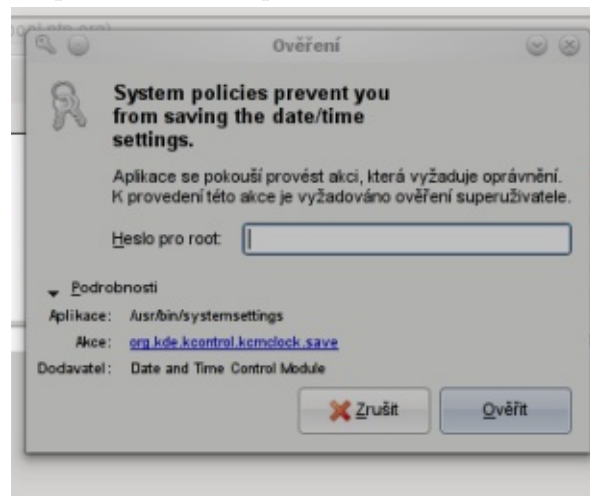 Ověření
System policies prevent you
from saving the date/time
settings.
Aplikace se pokouší provést akci, která vyžaduje oprávnění.
K provedení této akce je vyžadováno ověření superuživatele.
Heslo pro root:
Podrobnosti
Aplikace: /usr/bin/systemsettings
Akce: org.kde.kcontrol.kcmclock.save
Dodavatel: Date and Time Control Module
Zrušit Ověřit